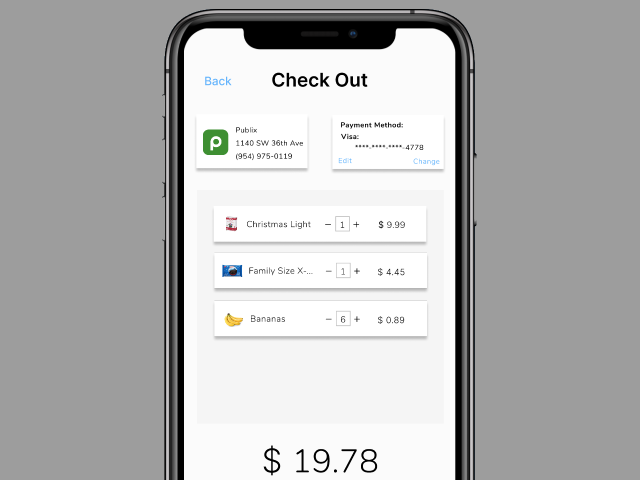 Back
Check Out
Publix
1140 SW 36th Ave
(954) 975-0119
Payment Method:
Visa:
****-****-****-4778
Edit
Change
Christmas Light − 1 + $ 9.99
Family Size X-... − 1 + $ 4.45
Bananas − 6 + $ 0.89
$ 19.78